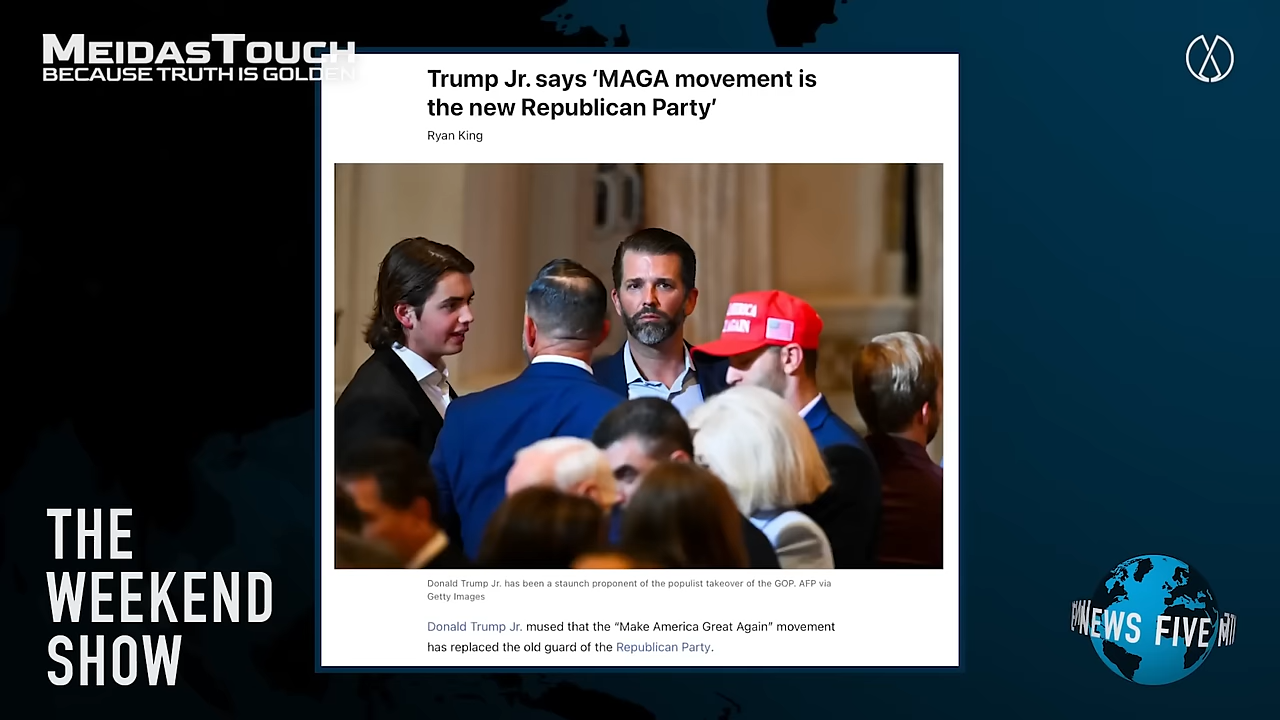 MEIDASTOUCH
BECAUSE TRUTH IS GOLDEN
Trump Jr. says ‘MAGA movement is
the new Republican Party’
Ryan King
AGAIN
Donald Trump Jr. has been a staunch proponent of the populist takeover of the GOP. AFP via
Getty Images
Donald Trump Jr. mused that the “Make America Great Again” movement
has replaced the old guard of the Republican Party.
THE
WEEKEND
SHOW
NEWS FIVE